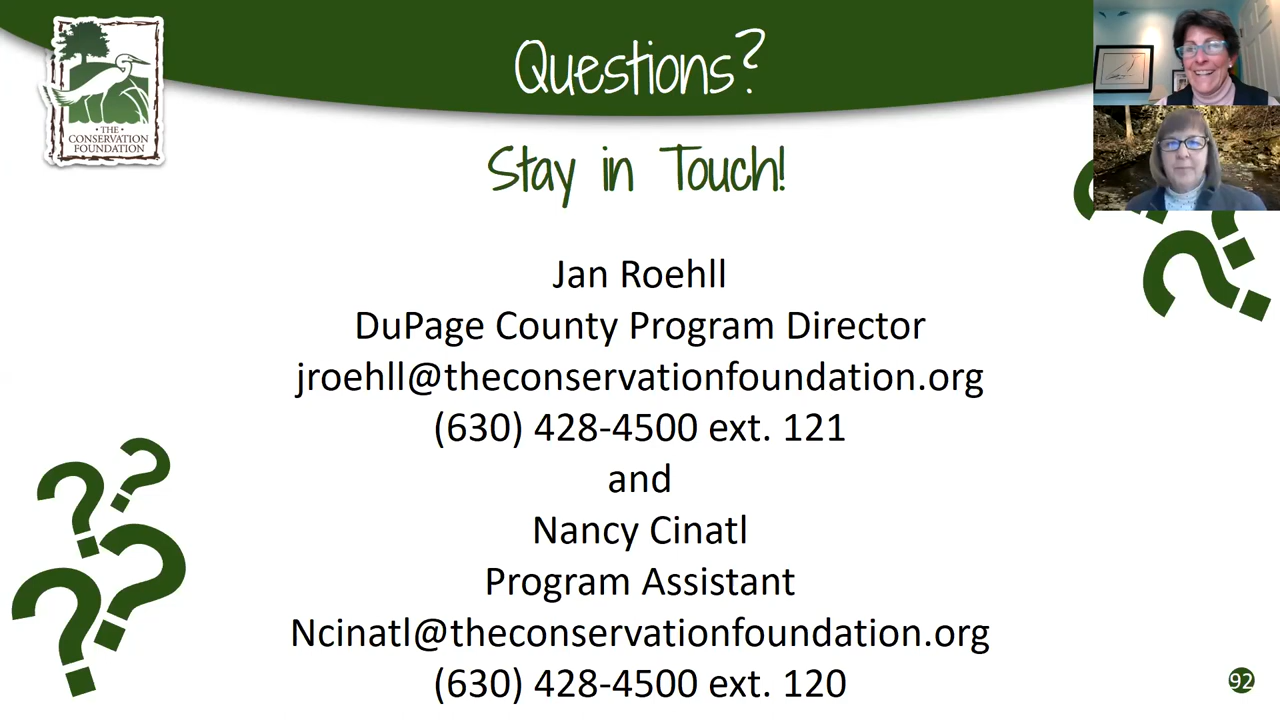 • THE •
CONSERVATION
FOUNDATION
Questions?
Stay in Touch!
Jan Roehll
DuPage County Program Director
jroehll@theconservationfoundation.org
(630) 428-4500 ext. 121
and
Nancy Cinatl
Program Assistant
Ncinatl@theconservationfoundation.org
(630) 428-4500 ext. 120
92